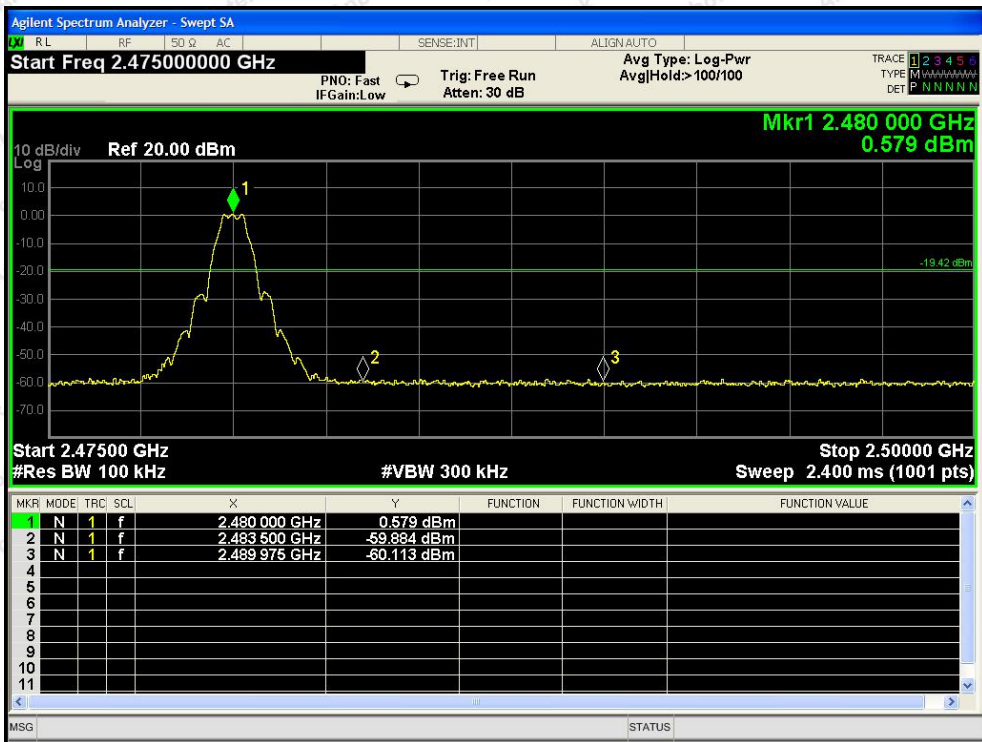 Agilent Spectrum Analyzer - Swept SA
LXI RL RF 50 Ω AC SENSE:INT ALIGN AUTO
Start Freq 2.475000000 GHz
PNO: Fast
IFGain:Low
Trig: Free Run
Atten: 30 dB
Avg Type: Log-Pwr
Avg|Hold:>100/100
TRACE 1 2 3 4 5 6
TYPE M WWWWW
DET P N N N N N
Mkr1 2.480 000 GHz
0.579 dBm
10 dB/div Ref 20.00 dBm
Log
10.0
0.00
-10.0
-20.0
-30.0
-40.0
-50.0
-60.0
-70.0
1
2
3
-19.42 dBm
Start 2.47500 GHz Stop 2.50000 GHz
#Res BW 100 kHz #VBW 300 kHz Sweep 2.400 ms (1001 pts)
MKR MODE TRC SCL X Y FUNCTION FUNCTION WIDTH FUNCTION VALUE
1 N 1 f 2.480 000 GHz 0.579 dBm
2 N 1 f 2.483 500 GHz -59.884 dBm
3 N 1 f 2.489 975 GHz -60.113 dBm
4
5
6
7
8
9
10
11
MSG STATUS